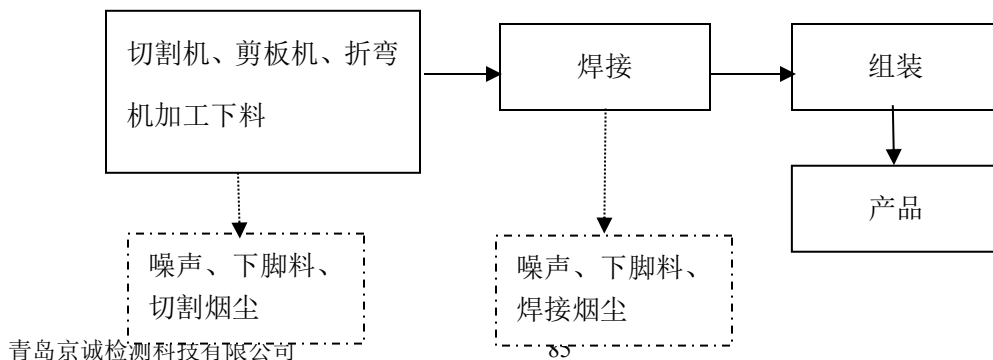 切割机、剪板机、折弯
机加工下料
焊接
组装
产品
噪声、下脚料、
切割烟尘
噪声、下脚料、
焊接烟尘
青岛京诚检测科技有限公司
85